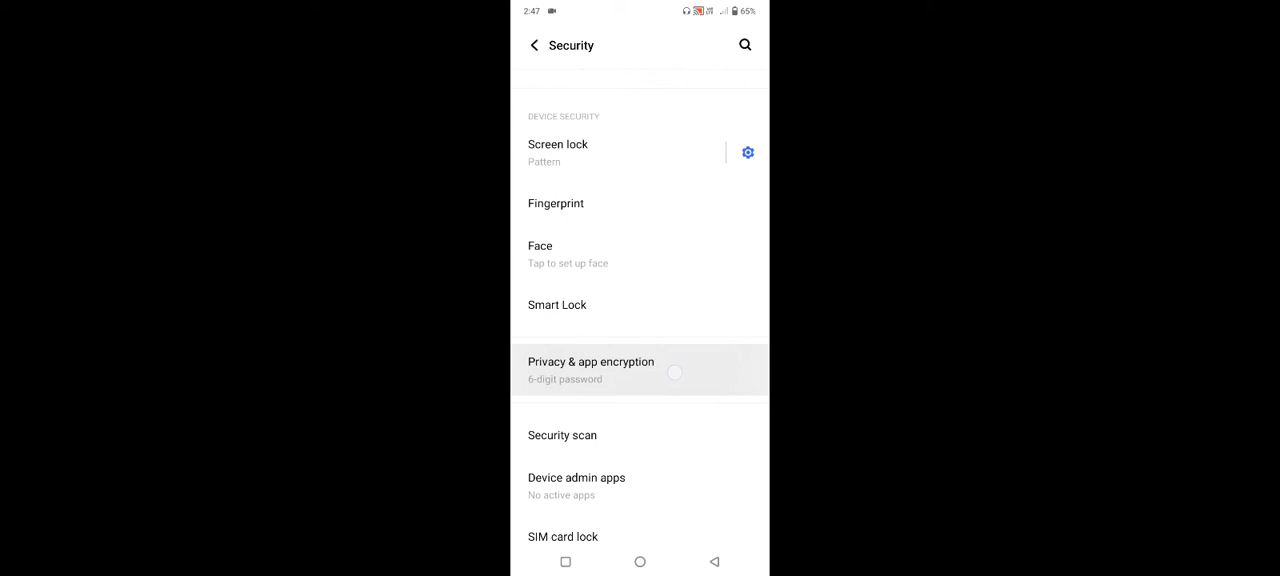 2:47
65%
Security
DEVICE SECURITY
Screen lock
Pattern
Fingerprint
Face
Tap to set up face
Smart Lock
Privacy & app encryption
6-digit password
Security scan
Device admin apps
No active apps
SIM card lock